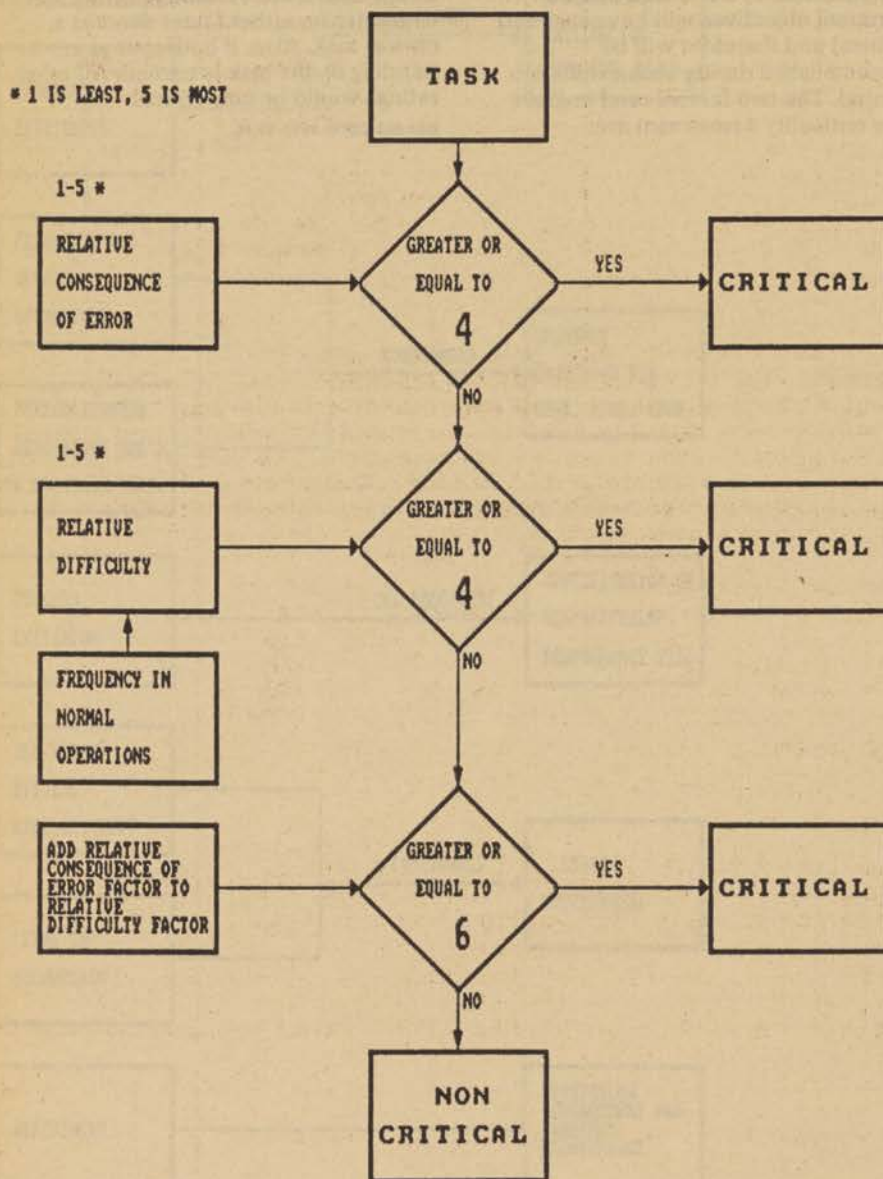 TASK
* 1 IS LEAST, 5 IS MOST
1-5 *
RELATIVE
CONSEQUENCE
OF ERROR
GREATER OR
EQUAL TO
4
YES
CRITICAL
NO
1-5 *
RELATIVE
DIFFICULTY
GREATER OR
EQUAL TO
4
YES
CRITICAL
NO
FREQUENCY IN
NORMAL
OPERATIONS
ADD RELATIVE
CONSEQUENCE OF
ERROR FACTOR TO
RELATIVE
DIFFICULTY FACTOR
GREATER OR
EQUAL TO
6
YES
CRITICAL
NO
NON
CRITICAL